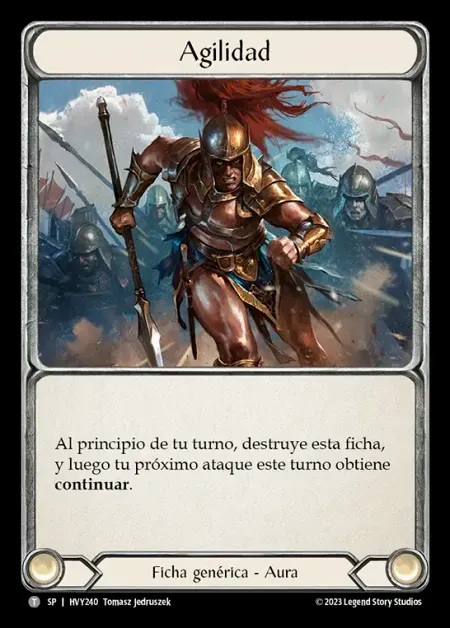 Agilidad
Al principio de tu turno, destruye esta ficha,
y luego tu próximo ataque este turno obtiene
continuar.
Ficha genérica - Aura
T SP | HVY240 Tomasz Jedruszek © 2023 Legend Story Studios